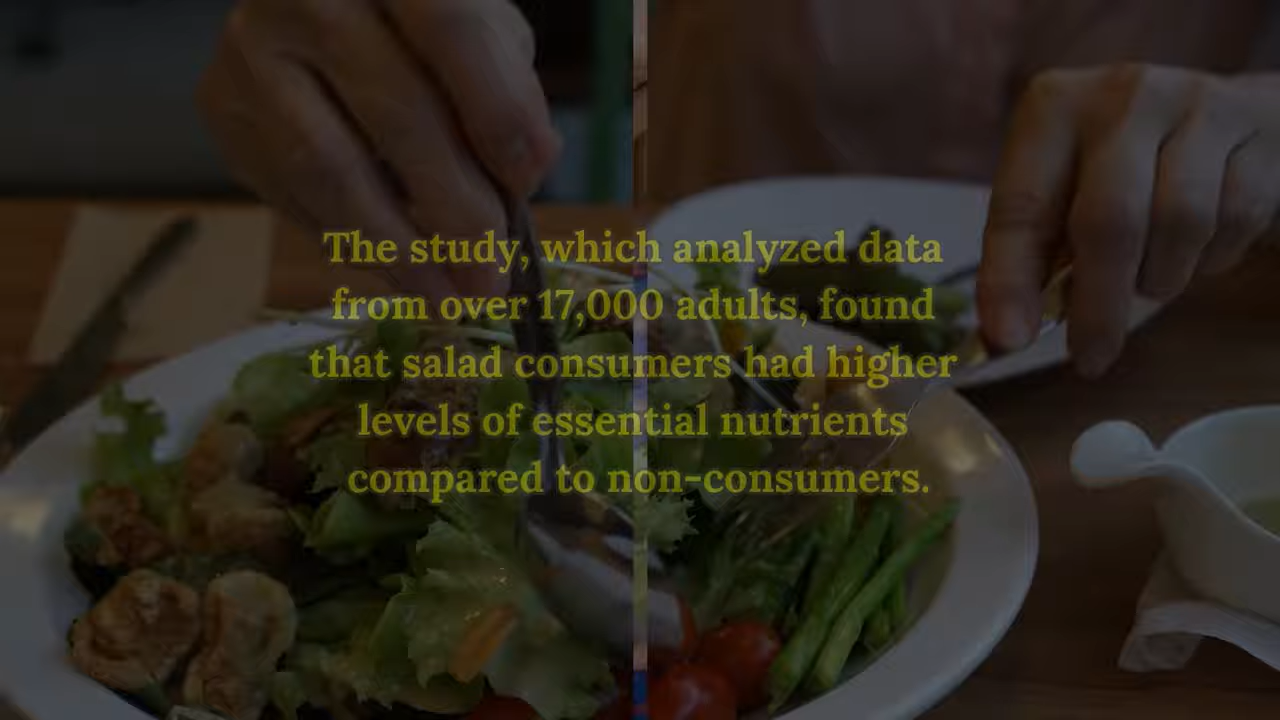 The study, which analyzed data
from over 17,000 adults, found
that salad consumers had higher
levels of essential nutrients
compared to non-consumers.